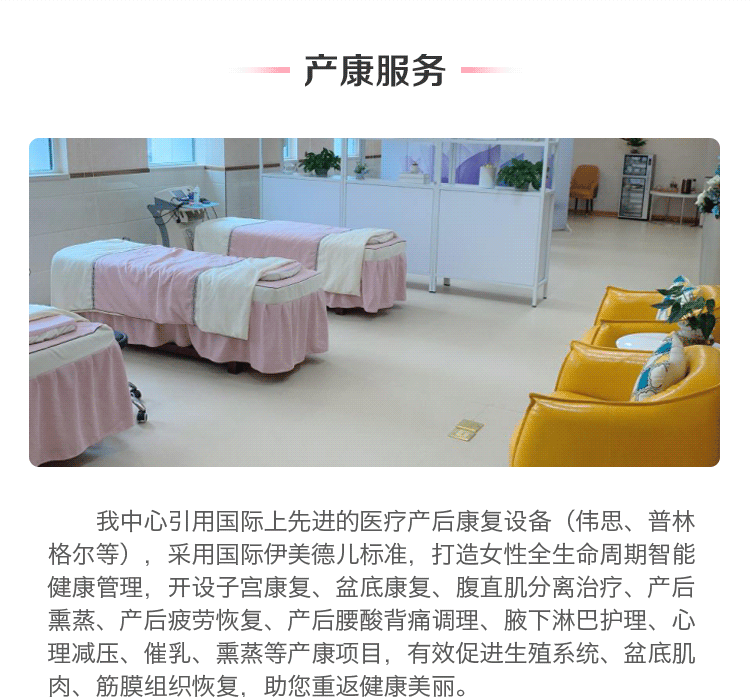 产康服务
我中心引用国际上先进的医疗产后康复设备（伟思、普林
格尔等），采用国际伊美德儿标准，打造女性全生命周期智能
健康管理，开设子宫康复、盆底康复、腹直肌分离治疗、产后
熏蒸、产后疲劳恢复、产后腰酸背痛调理、腋下淋巴护理、心
理减压、催乳、熏蒸等产康项目，有效促进生殖系统、盆底肌
肉、筋膜组织恢复，助您重返健康美丽。